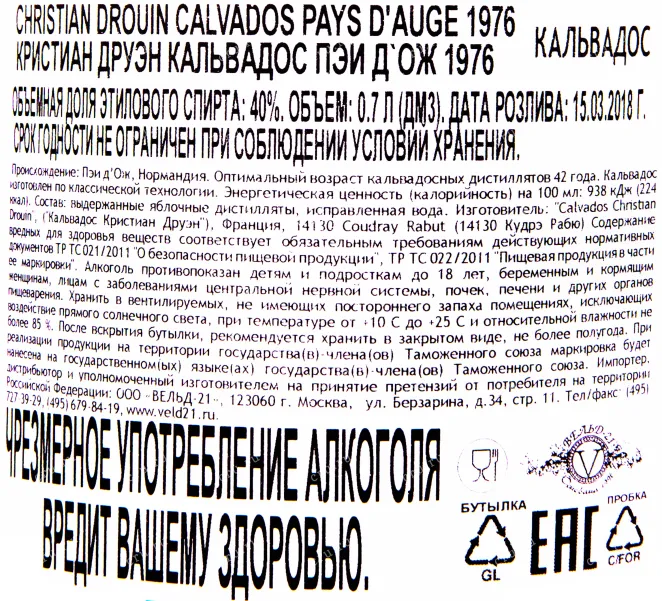 CHRISTIAN DROUIN CALVADOS PAYS D'AUGE 1976
КРИСТИАН ДРУЭН КАЛЬВАДОС ПЭИ Д`ОЖ 1976
КАЛЬВАДОС
ОБЪЕМНАЯ ДОЛЯ ЭТИЛОВОГО СПИРТА: 40%. ОБЪЕМ: 0.7 Л (ДМ3). ДАТА РОЗЛИВА: 15.03.2018 Г.
СРОК ГОДНОСТИ НЕ ОГРАНИЧЕН ПРИ СОБЛЮДЕНИИ УСЛОВИЙ ХРАНЕНИЯ.
Происхождение: Пэи д'Ож, Нормандия. Оптимальный возраст кальвадосных дистиллятов 42 года. Кальвадос
изготовлен по классической технологии. Энергетическая ценность (калорийность) на 100 мл: 938 кДж (224
ккал). Состав: выдержанные яблочные дистилляты, исправленная вода. Изготовитель: "Calvados Christian
Drouin", ("Кальвадос Кристиан Друэн"), Франция, 14130 Coudray Rabut (14130 Кудрэ Рабю) Содержание
вредных для здоровья веществ соответствует обязательным требованиям действующих нормативных
документов ТР ТС 021/2011 "О безопасности пищевой продукции", ТР ТС 022/2011 "Пищевая продукция в части
ее маркировки". Алкоголь противопоказан детям и подросткам до 18 лет, беременным и кормящим
женщинам, лицам с заболеваниями центральной нервной системы, почек, печени и других органов
пищеварения. Хранить в вентилируемых, не имеющих постороннего запаха помещениях, исключающих
воздействие прямого солнечного света, при температуре от +10 С до +25 С и относительной влажности не
более 85 %. После вскрытия бутылки, рекомендуется хранить в закрытом виде, не более полугода. При
реализации продукции на территории государства(в)-члена(ов) Таможенного союза маркировка будет
нанесена на государственном(ых) языке(ах) государства(в)-члена(ов) Таможенного союза. Импортер,
дистрибьютор и уполномоченный изготовителем на принятие претензий от потребителя на территории
Российской Федерации: ООО «ВЕЛЬД-21», 123060 г. Москва, ул. Берзарина, д.34, стр. 11. Тел/факс (495)
727 39-29, (495) 679-84-19, www.veld21.ru.
ЧРЕЗМЕРНОЕ УПОТРЕБЛЕНИЕ АЛКОГОЛЯ
ВРЕДИТ ВАШЕМУ ЗДОРОВЬЮ.
ВЕЛЬД-21
V
БУТЫЛКА
GL
EAC
ПРОБКА
C/FOR